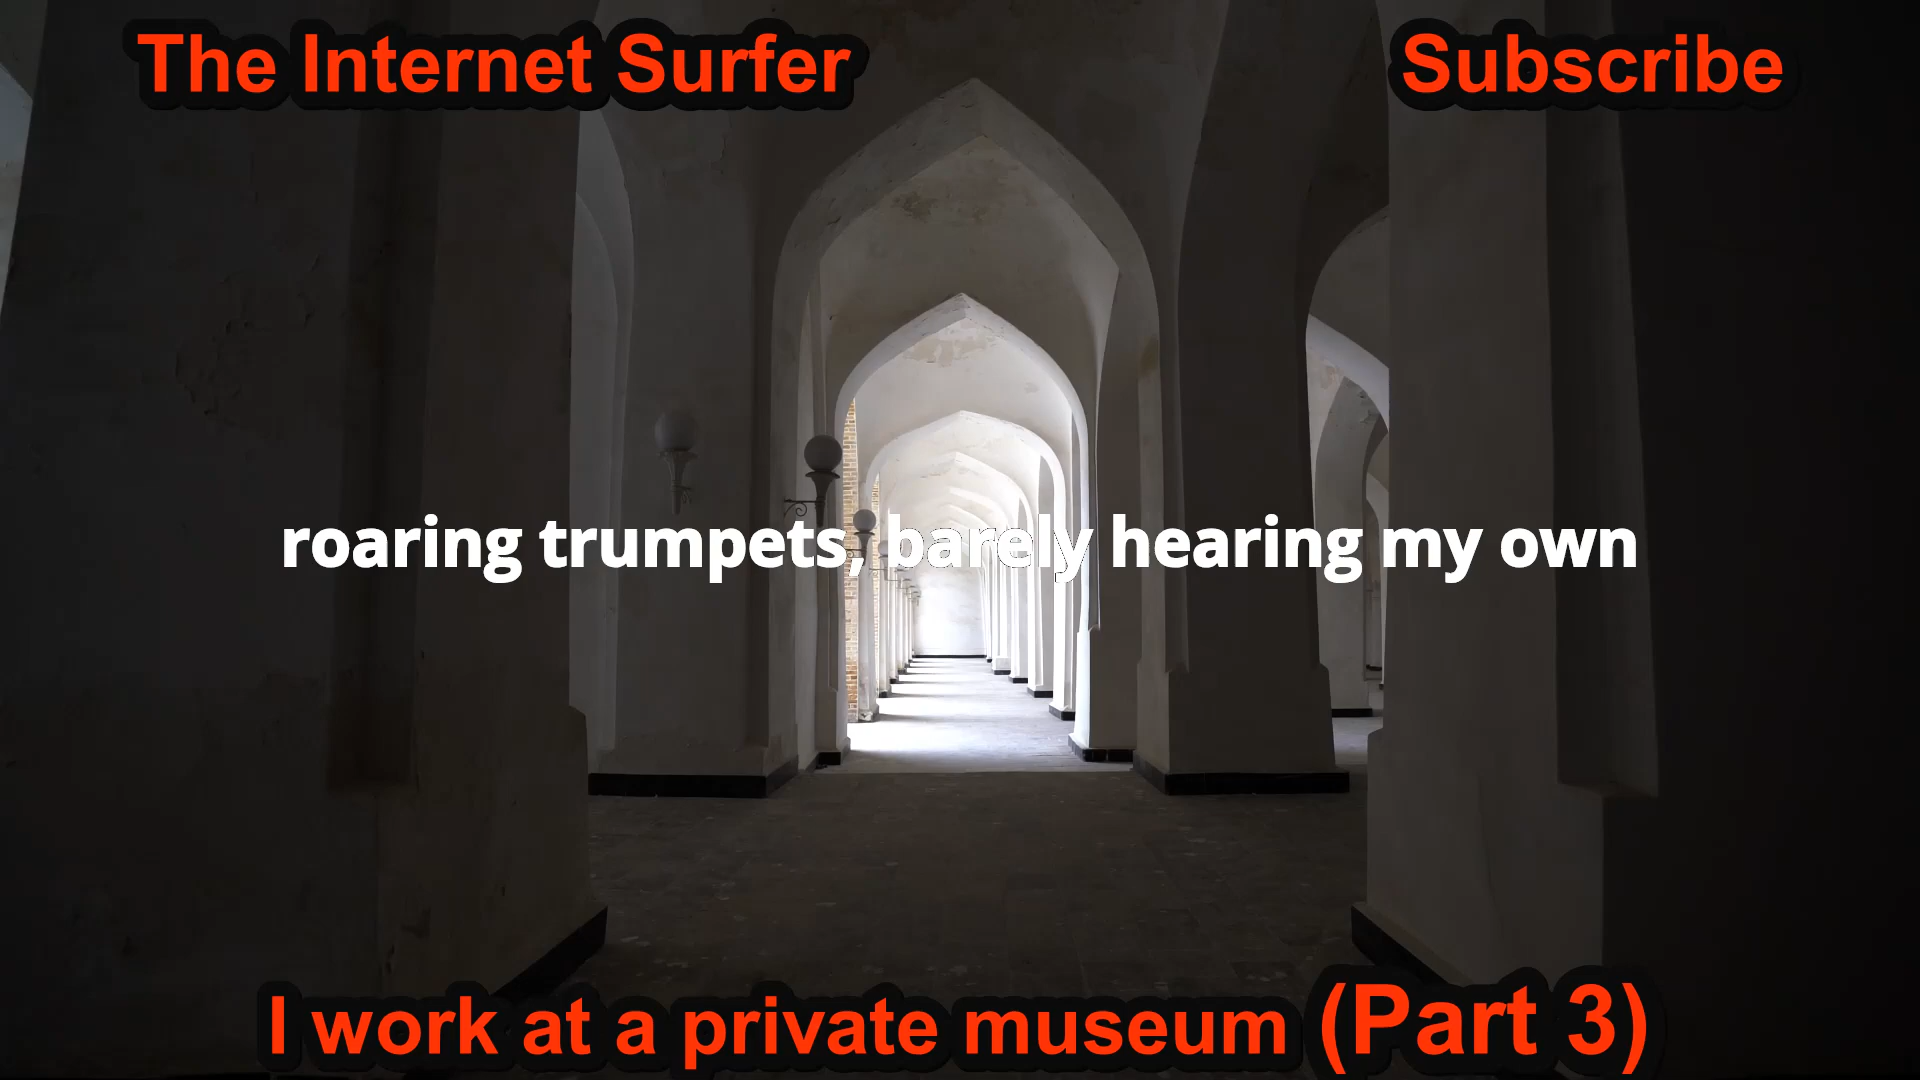 The Internet Surfer
Subscribe
roaring trumpets, barely hearing my own
I work at a private museum (Part 3)